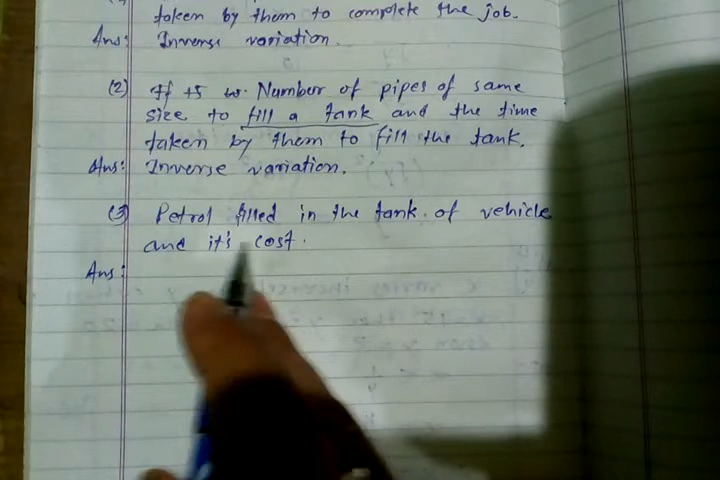 taken by them to complete the job.
Ans: Inverse variation.
(2) Number of pipes of same
size to fill a tank and the time
taken by them to fill the tank.
Ans: Inverse variation.
(3) Petrol filled in the tank of vehicle
and it's cost.
Ans: